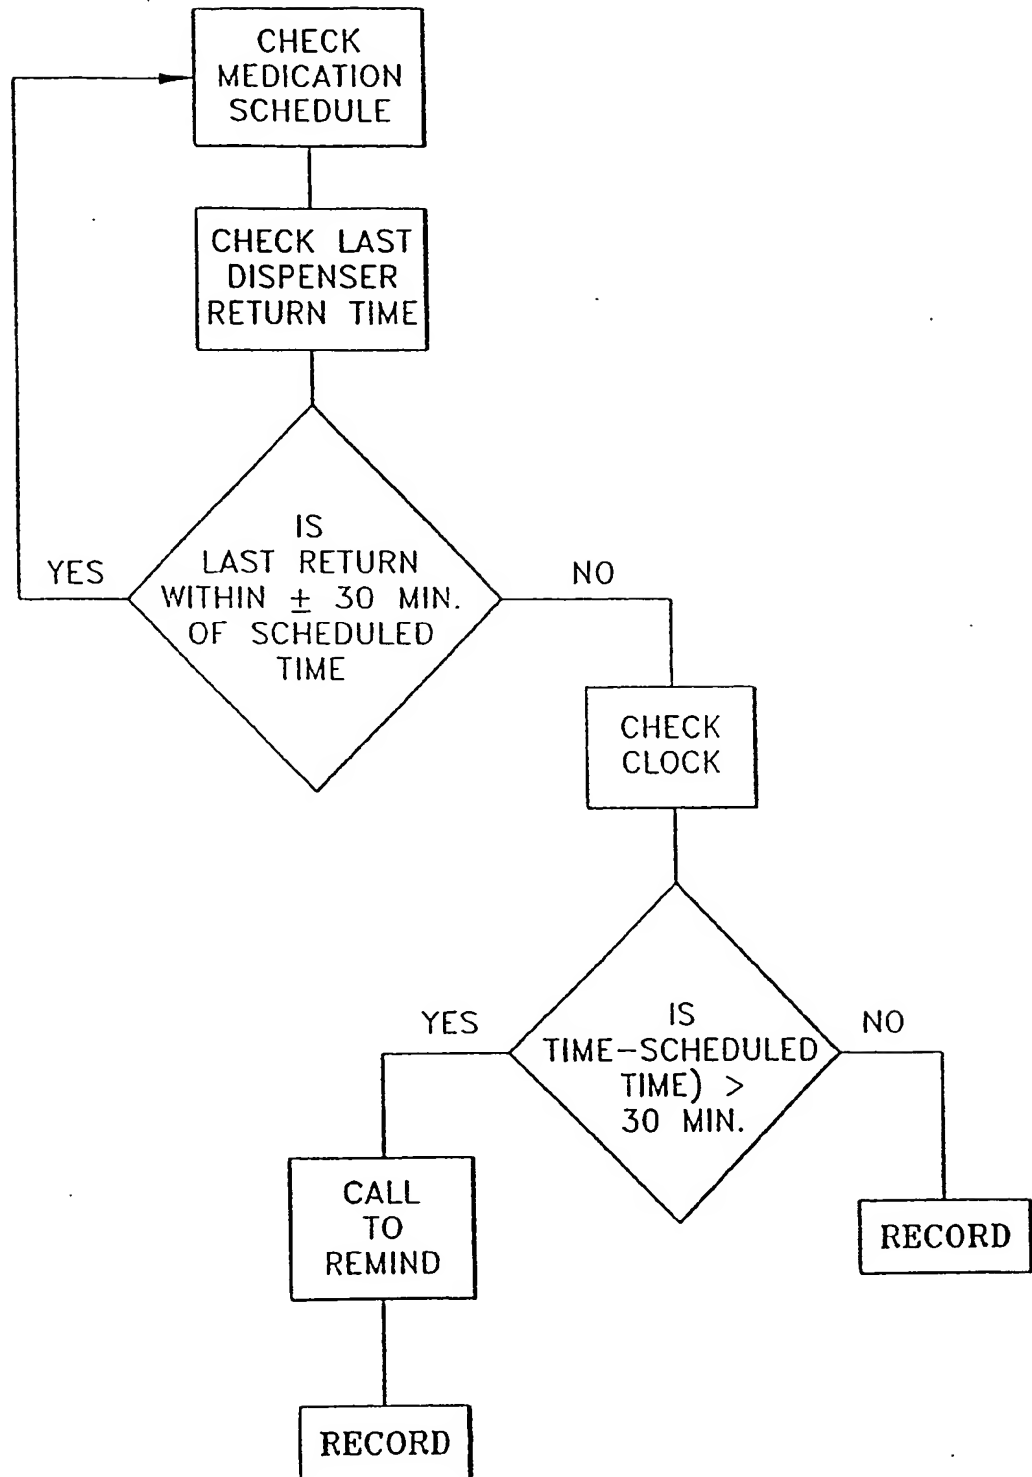 CHECK
MEDICATION
SCHEDULE
CHECK LAST
DISPENSER
RETURN TIME
IS
LAST RETURN
WITHIN ± 30 MIN.
OF SCHEDULED
TIME
YES
NO
CHECK
CLOCK
IS
TIME-SCHEDULED
TIME) >
30 MIN.
YES
NO
CALL
TO
REMIND
RECORD
RECORD